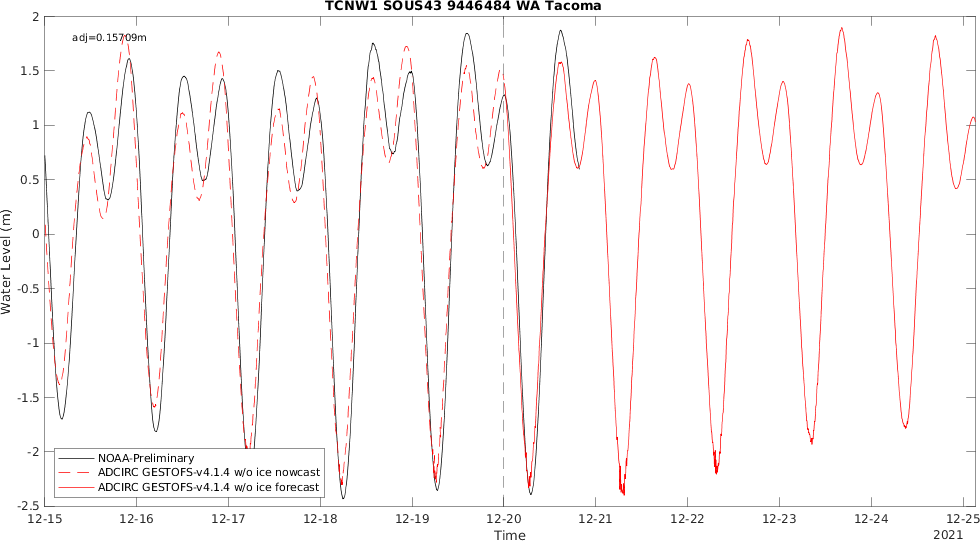 TCNW1 SOUS43 9446484 WA Tacoma
adj=0.15709m
2
1.5
1
0.5
0
-0.5
-1
-1.5
-2
-2.5
Water Level (m)
NOAA-Preliminary
ADCIRC GESTOFS-v4.1.4 w/o ice nowcast
ADCIRC GESTOFS-v4.1.4 w/o ice forecast
12-15 12-16 12-17 12-18 12-19 12-20 12-21 12-22 12-23 12-24 12-25
Time 2021